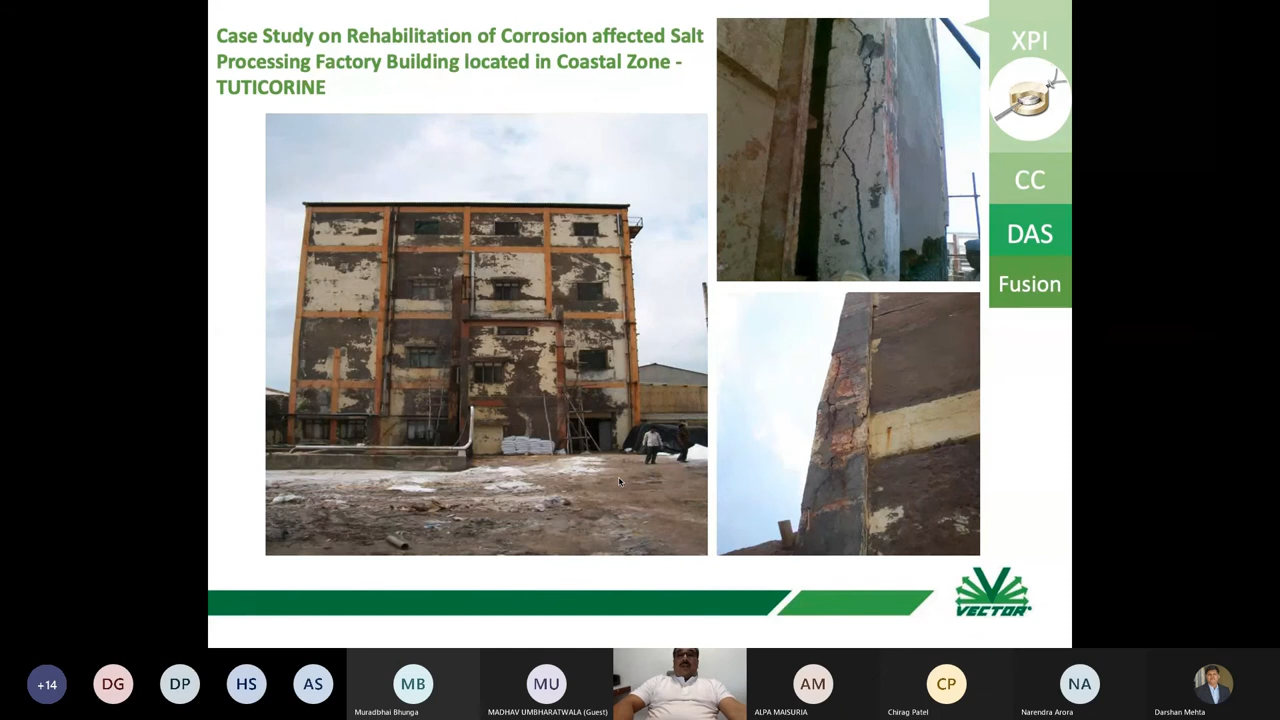 Case Study on Rehabilitation of Corrosion affected Salt
Processing Factory Building located in Coastal Zone -
TUTICORINE
XPI
CC
DAS
Fusion
VECTOR
+14
DG
DP
HS
AS
MB
Muradbhai Bhunga
MU
MADHAV UMBHARATWALA (Guest)
AM
ALPA MAISURIA
CP
Chirag Patel
NA
Narendra Arora
Darshan Mehta